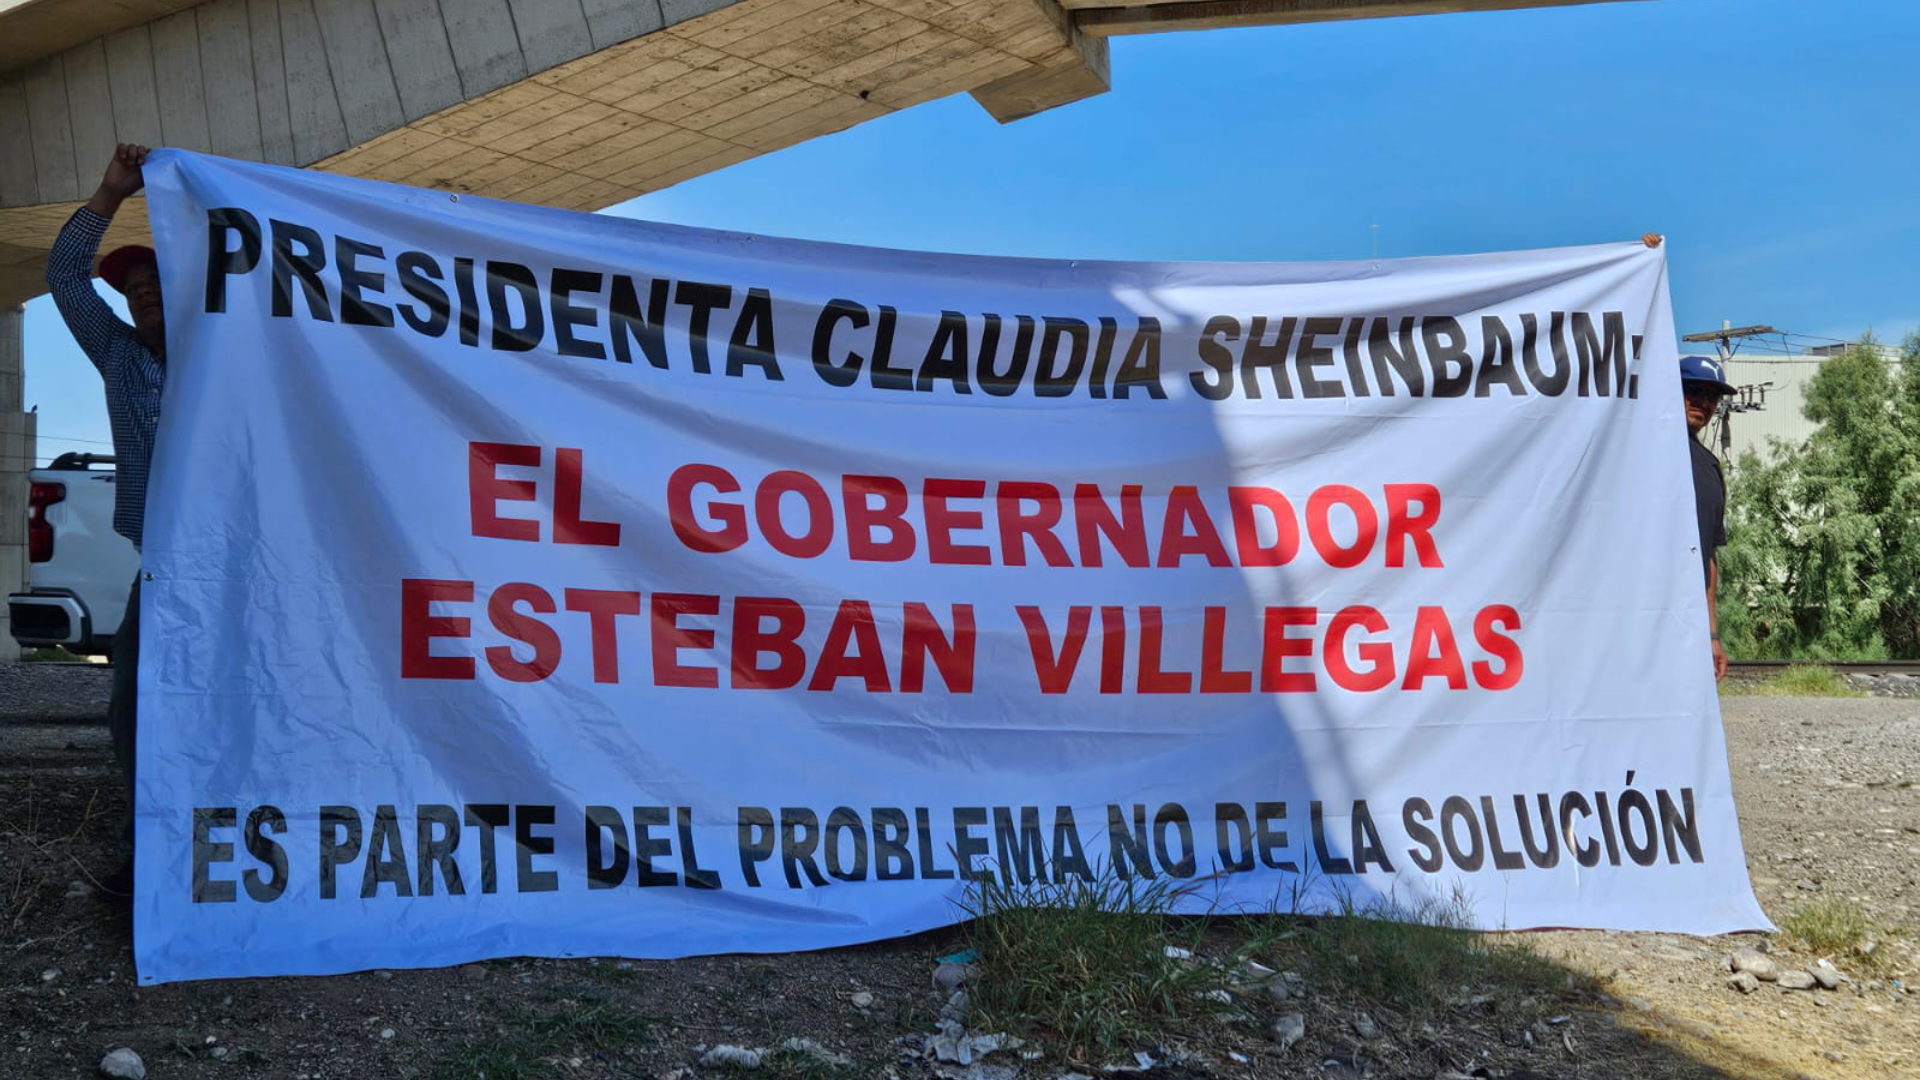 PRESIDENTA CLAUDIA SHEINBAUM:
EL GOBERNADOR
ESTEBAN VILLEGAS
ES PARTE DEL PROBLEMA NO DE LA SOLUCIÓN